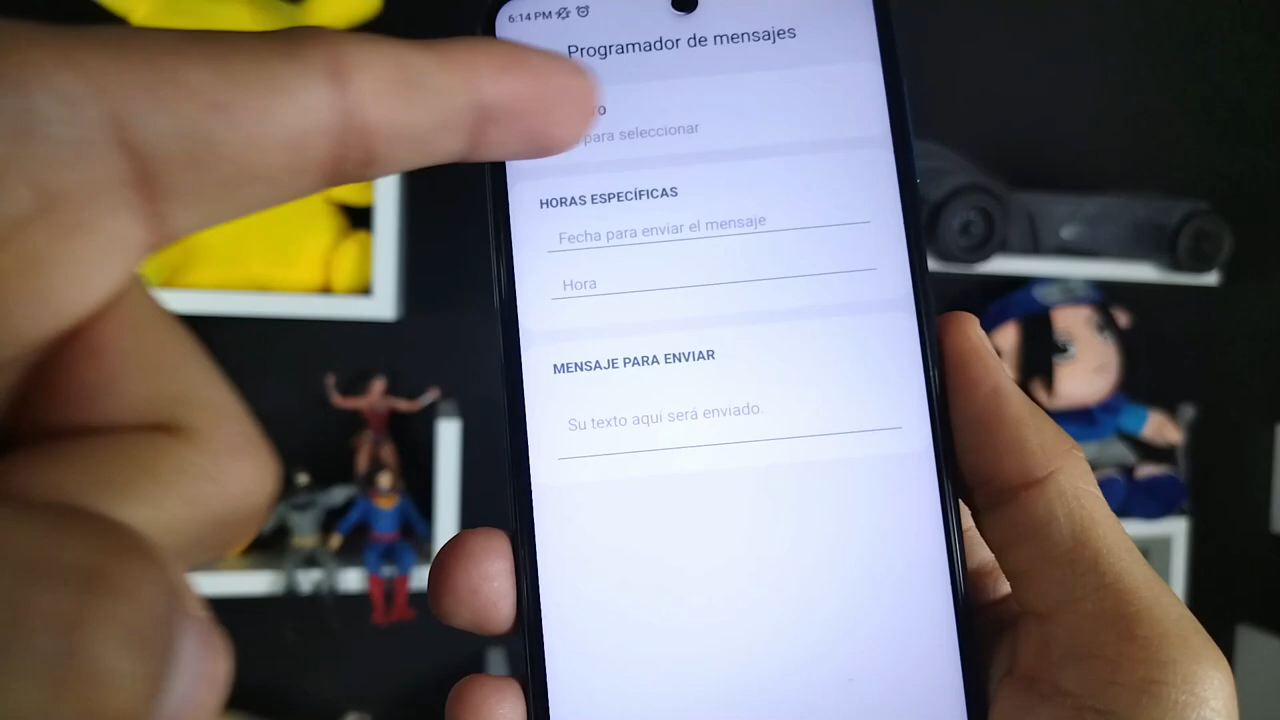 6:14 PM
Programador de mensajes
para seleccionar
HORAS ESPECÍFICAS
Fecha para enviar el mensaje
Hora
MENSAJE PARA ENVIAR
Su texto aquí será enviado.